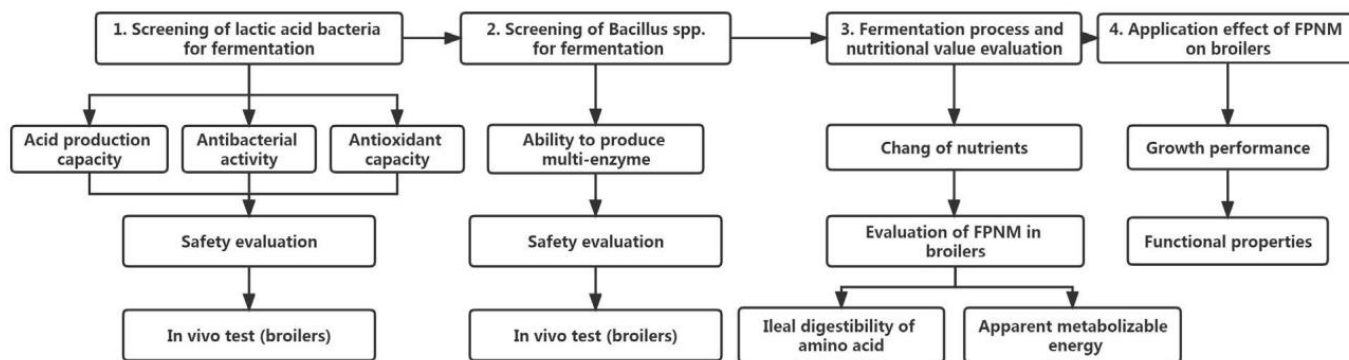 1. Screening of lactic acid bacteria
for fermentation
2. Screening of Bacillus spp.
for fermentation
3. Fermentation process and
nutritional value evaluation
4. Application effect of FPNM
on broilers
Acid production
capacity
Antibacterial
activity
Antioxidant
capacity
Ability to produce
multi-enzyme
Chang of nutrients
Growth performance
Safety evaluation
Safety evaluation
Evaluation of FPNM in
broilers
Functional properties
In vivo test (broilers)
In vivo test (broilers)
Ileal digestibility of
amino acid
Apparent metabolizable
energy